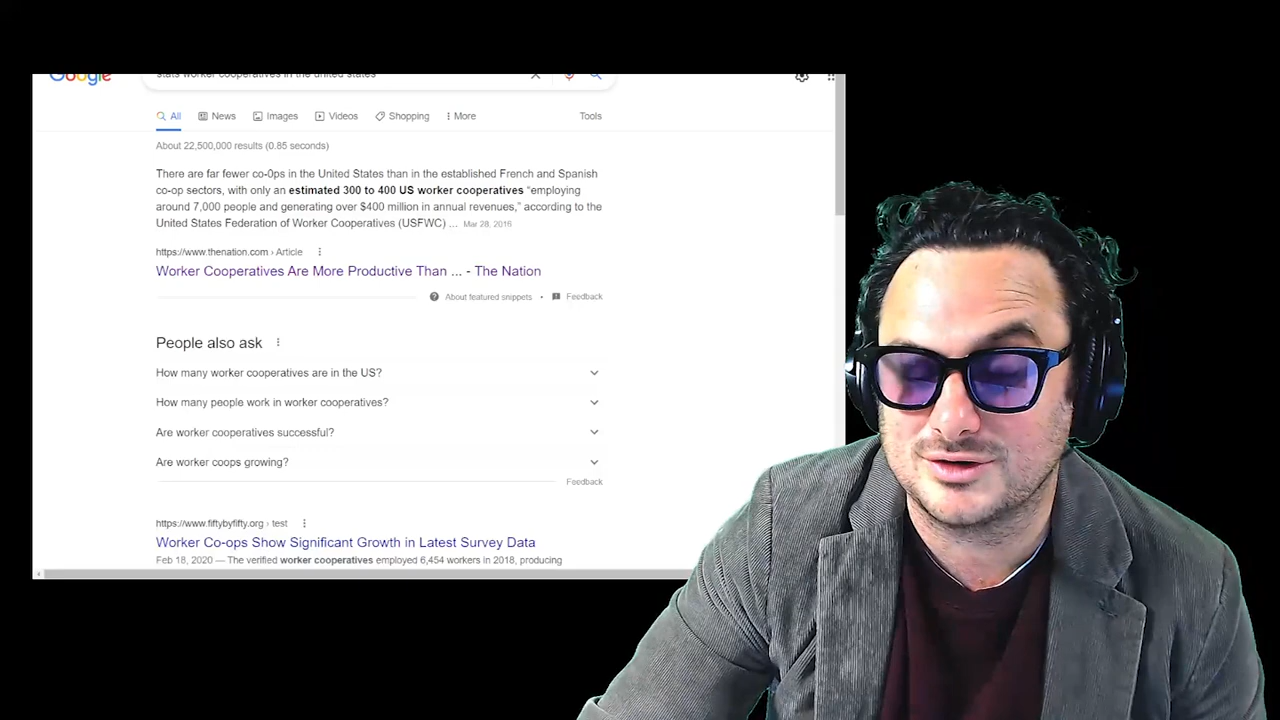 Google
stats worker cooperatives in the united states
All News Images Videos Shopping More Tools
About 22,500,000 results (0.85 seconds)
There are far fewer co-0ps in the United States than in the established French and Spanish
co-op sectors, with only an estimated 300 to 400 US worker cooperatives “employing
around 7,000 people and generating over $400 million in annual revenues,” according to the
United States Federation of Worker Cooperatives (USFWC) ... Mar 28, 2016
https://www.thenation.com › Article
Worker Cooperatives Are More Productive Than ... - The Nation
About featured snippets • Feedback
People also ask
How many worker cooperatives are in the US?
How many people work in worker cooperatives?
Are worker cooperatives successful?
Are worker coops growing?
Feedback
https://www.fiftybyfifty.org › test
Worker Co-ops Show Significant Growth in Latest Survey Data
Feb 18, 2020 — The verified worker cooperatives employed 6,454 workers in 2018, producing